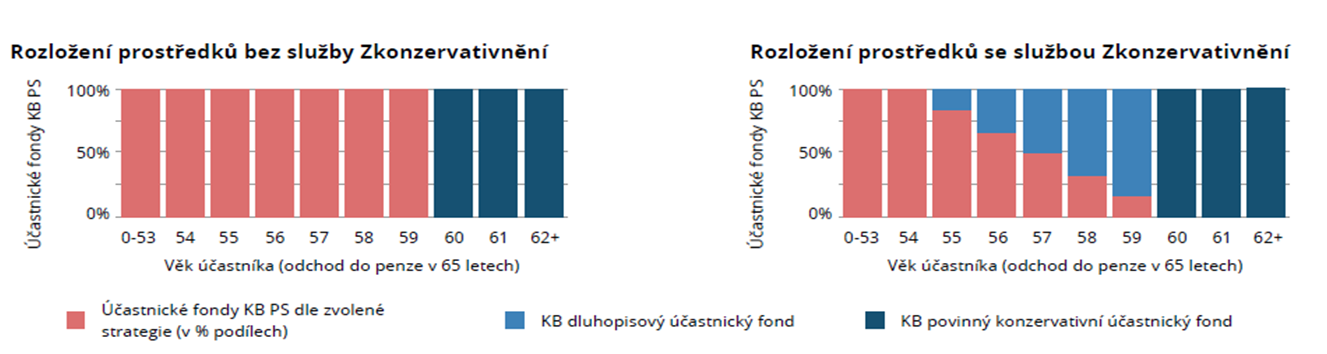 Rozložení prostředků bez služby Zkonzervativnění
Účastnické fondy KB PS
100%
50%
0%
0-53 54 55 56 57 58 59 60 61 62+
Věk účastníka (odchod do penze v 65 letech)
Rozložení prostředků se službou Zkonzervativnění
Účastnické fondy KB PS
100%
50%
0%
0-53 54 55 56 57 58 59 60 61 62+
Věk účastníka (odchod do penze v 65 letech)
Účastnické fondy KB PS dle zvolené
strategie (v % podílech)
KB dluhopisový účastnický fond
KB povinný konzervativní účastnický fond